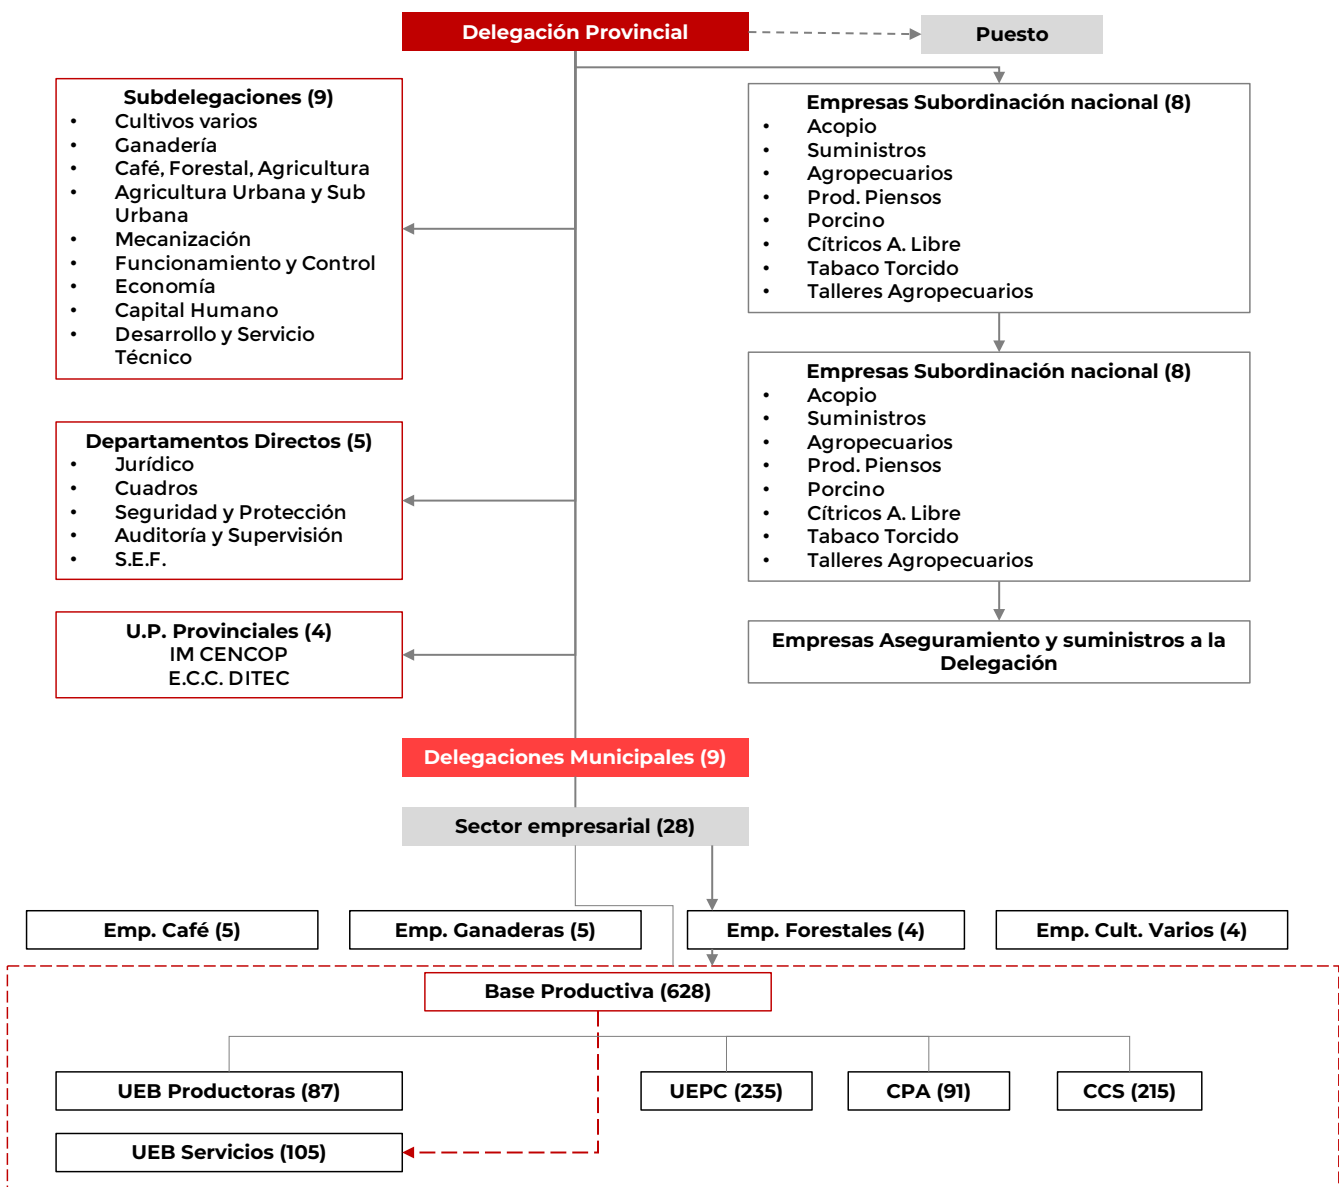 Delegación Provincial
Puesto
Subdelegaciones (9)
• Cultivos varios
• Ganadería
• Café, Forestal, Agricultura
• Agricultura Urbana y Sub
Urbana
• Mecanización
• Funcionamiento y Control
• Economía
• Capital Humano
• Desarrollo y Servicio
Técnico
Empresas Subordinación nacional (8)
• Acopio
• Suministros
• Agropecuarios
• Prod. Piensos
• Porcino
• Cítricos A. Libre
• Tabaco Torcido
• Talleres Agropecuarios
Departamentos Directos (5)
• Jurídico
• Cuadros
• Seguridad y Protección
• Auditoría y Supervisión
• S.E.F.
Empresas Subordinación nacional (8)
• Acopio
• Suministros
• Agropecuarios
• Prod. Piensos
• Porcino
• Cítricos A. Libre
• Tabaco Torcido
• Talleres Agropecuarios
U.P. Provinciales (4)
IM CENCOP
E.C.C. DITEC
Empresas Aseguramiento y suministros a la
Delegación
Delegaciones Municipales (9)
Sector empresarial (28)
Emp. Café (5)
Emp. Ganaderas (5)
Emp. Forestales (4)
Emp. Cult. Varios (4)
Base Productiva (628)
UEB Productoras (87)
UEPC (235)
CPA (91)
CCS (215)
UEB Servicios (105)